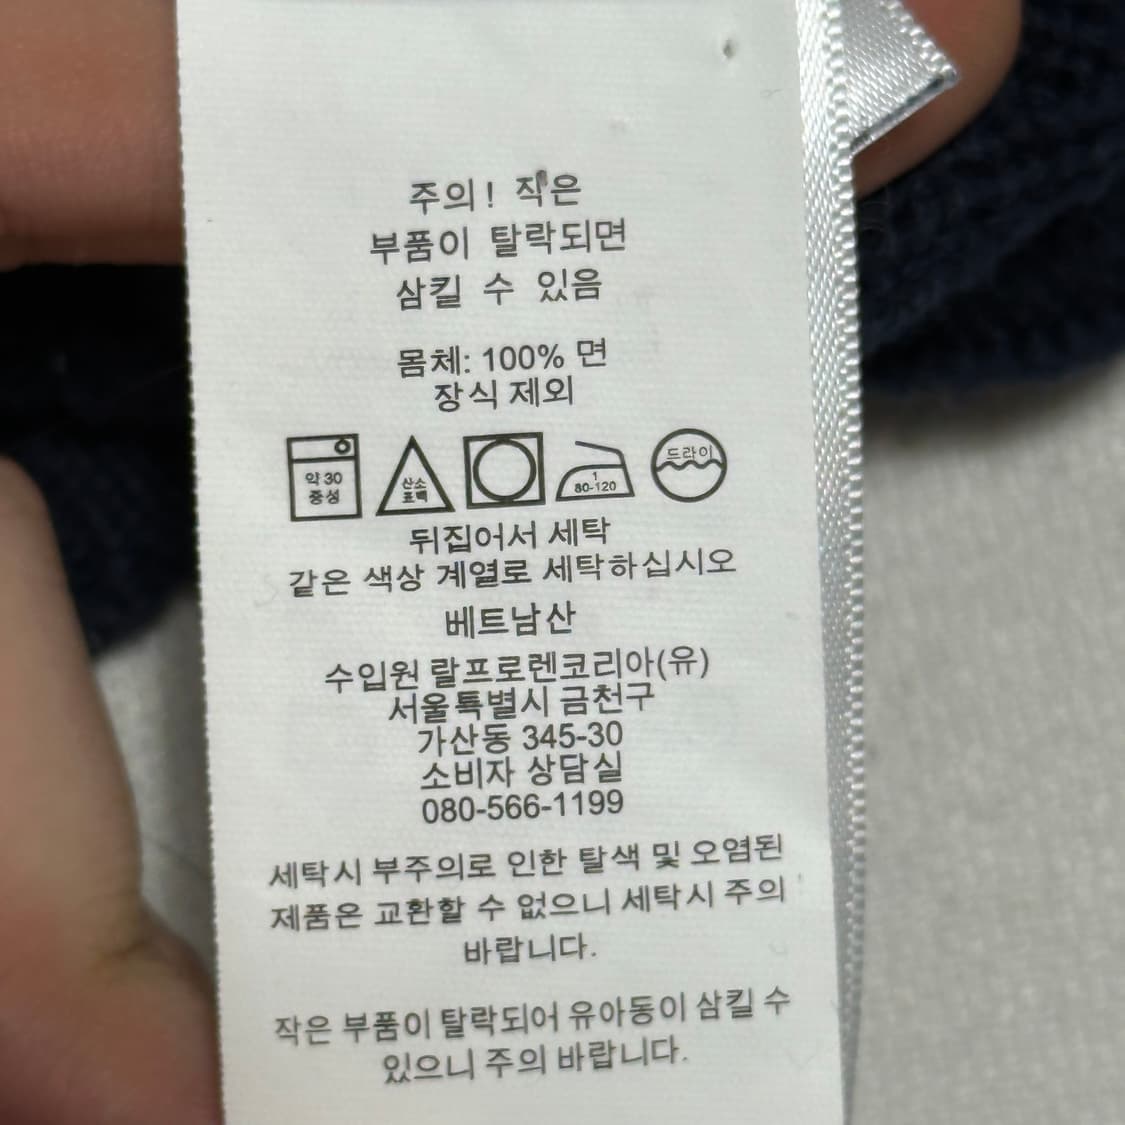 주의! 작은
부품이 탈락되면
삼킬 수 있음
몸체: 100% 면
장식 제외
약 30
중성
산소
표백
1
80-120
드라이
뒤집어서 세탁
같은 색상 계열로 세탁하십시오
베트남산
수입원 랄프로렌코리아(유)
서울특별시 금천구
가산동 345-30
소비자 상담실
080-566-1199
세탁시 부주의로 인한 탈색 및 오염된
제품은 교환할 수 없으니 세탁시 주의
바랍니다.
작은 부품이 탈락되어 유아동이 삼킬 수
있으니 주의 바랍니다.